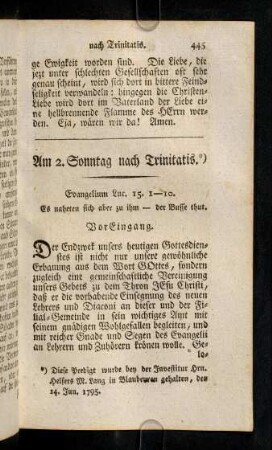 nach Trinitatis. 445
ge Ewigkeit worden sind. Die Liebe, die
jezt unter schlechten Gesellschaften oft sehr
genau scheint, wird sich dort in bittere Feind-
seligkeit verwandeln: hingegen die Christen-
Liebe wird dort im Vaterland der Liebe ei-
ne hellbrennende Flamme des HErrn wer-
den. Eja, wären wir da! Amen.
Am 2. Sonntag nach Trinitatis.*)
Evangelium Luc. 15. 1—10.
Es naheten sich aber zu ihm — der Busse thut.
VorEingang.
Der Endzwek unsers heutigen Gottesdien-
stes ist nicht nur unsere gewöhnliche
Erbauung aus dem Wort GOttes, sondern
zugleich eine gemeinschaftliche Vereinigung
unsers Gebets zu dem Thron JEsu Christi,
daß er die vorhabende Einsegnung des neuen
Lehrers und Diaconi an dieser und der Fi-
lial-Gemeinde in sein wichtiges Amt mit
seinem gnädigen Wohlgefallen begleiten, und
mit reicher Gnade und Segen des Evangelii
an Lehrern und Zuhörern krönen wolle. Ge-
lo-
*) Diese Predigt wurde bey der Investitur Hrn.
Helfers M. Lang in Blaubeuren gehalten, den
14. Jun. 1795.